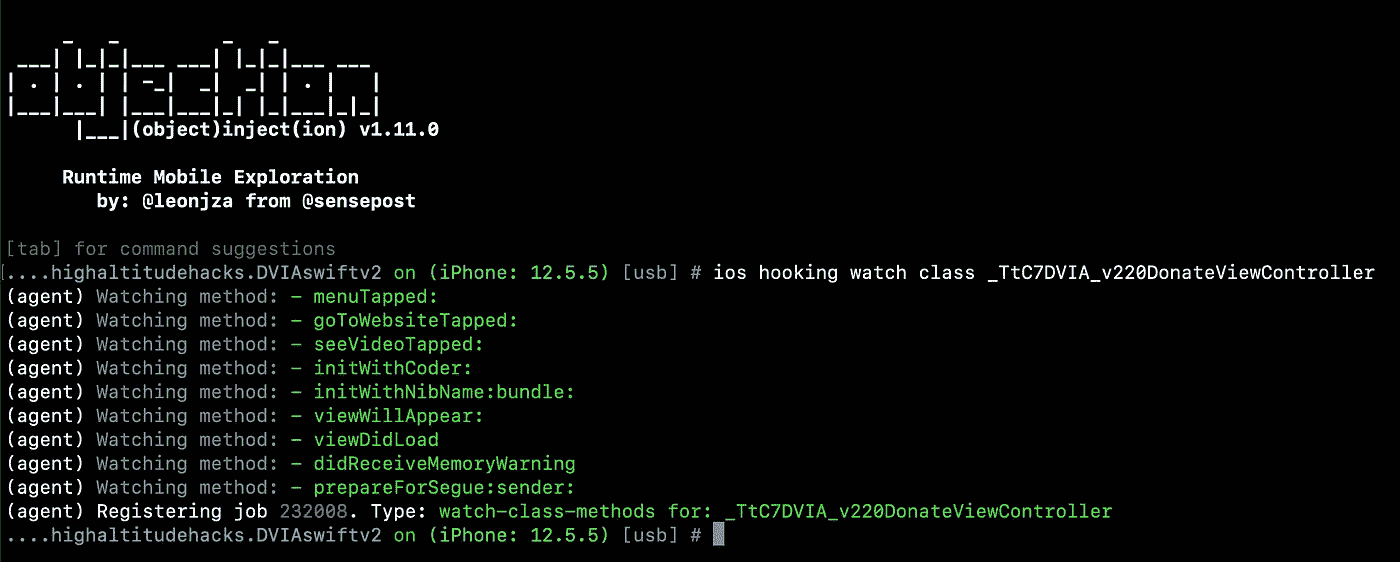 (object)inject(ion) v1.11.0
Runtime Mobile Exploration
by: @leonjza from @sensepost
[tab] for command suggestions
....highaltitudehacks.DVIAswiftv2 on (iPhone: 12.5.5) [usb] # ios hooking watch class _TtC7DVIA_v220DonateViewController
(agent) Watching method: - menuTapped:
(agent) Watching method: - goToWebsiteTapped:
(agent) Watching method: - seeVideoTapped:
(agent) Watching method: - initWithCoder:
(agent) Watching method: - initWithNibName:bundle:
(agent) Watching method: - viewWillAppear:
(agent) Watching method: - viewDidLoad
(agent) Watching method: - didReceiveMemoryWarning
(agent) Watching method: - prepareForSegue:sender:
(agent) Registering job 232008. Type: watch-class-methods for: _TtC7DVIA_v220DonateViewController
....highaltitudehacks.DVIAswiftv2 on (iPhone: 12.5.5) [usb] #